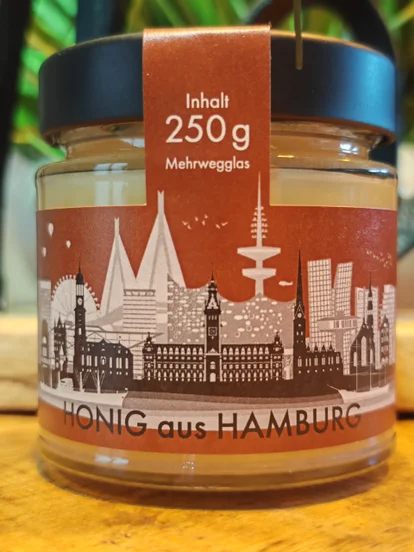 Inhalt
250 g
Mehrwegglas
HONIG aus HAMBURG